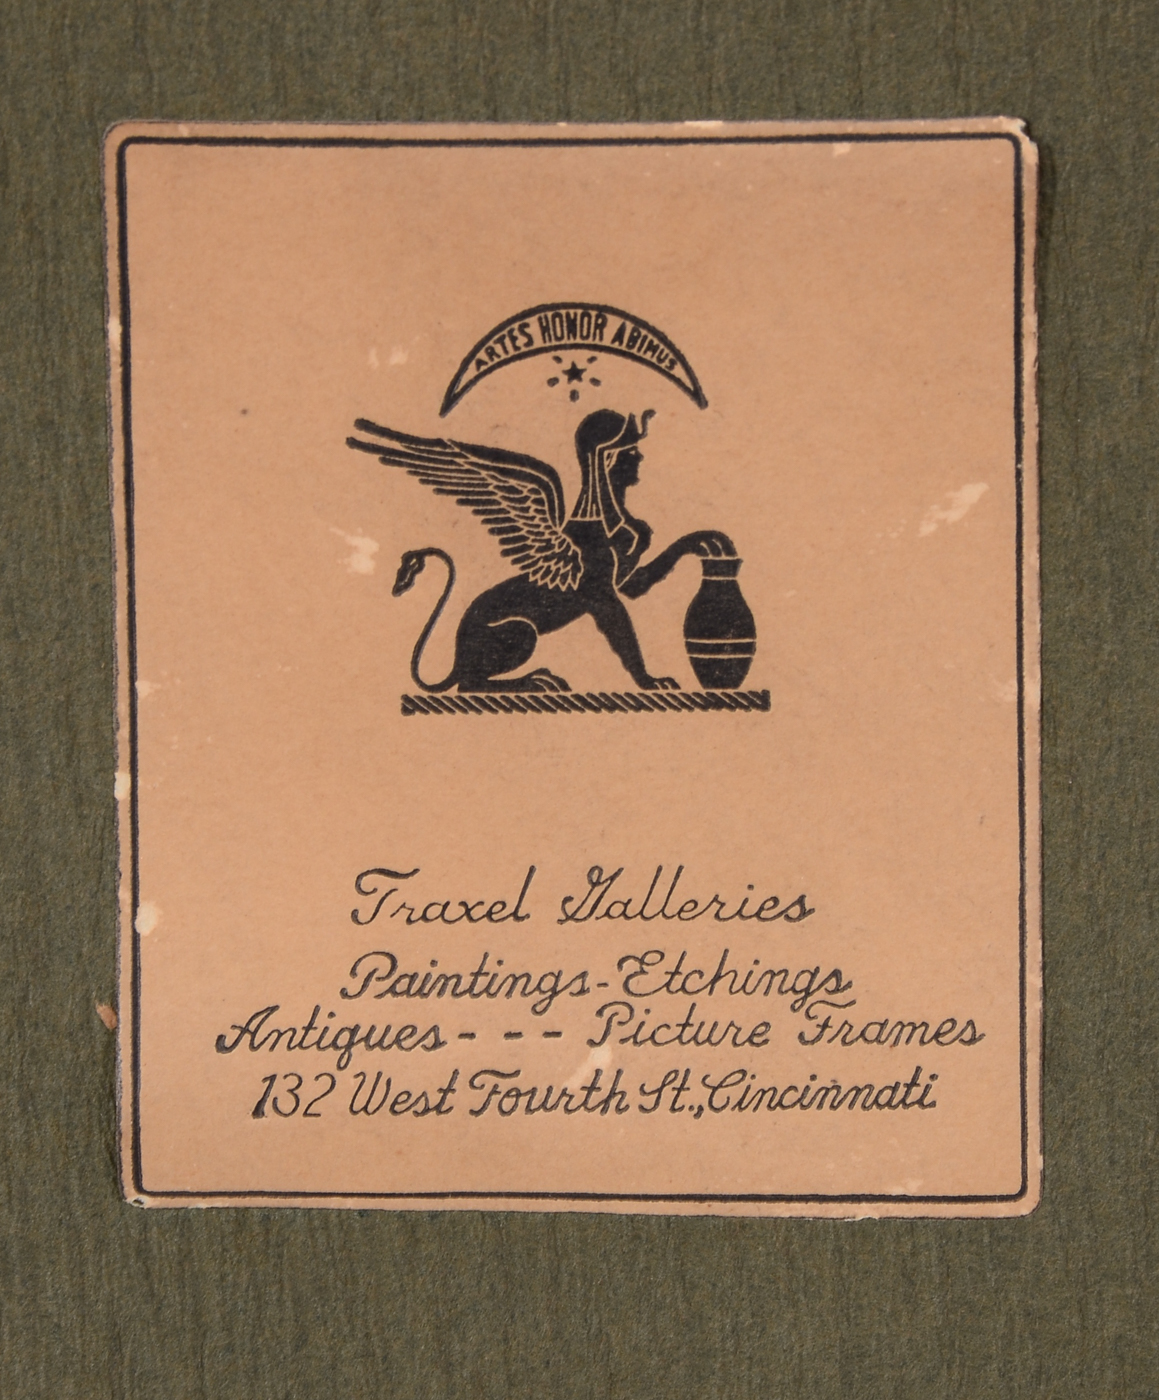 ARTES HONOR ABIMUS
Traxel Galleries
Paintings-Etchings
Antiques- - - Picture Frames
132 West Fourth St., Cincinnati